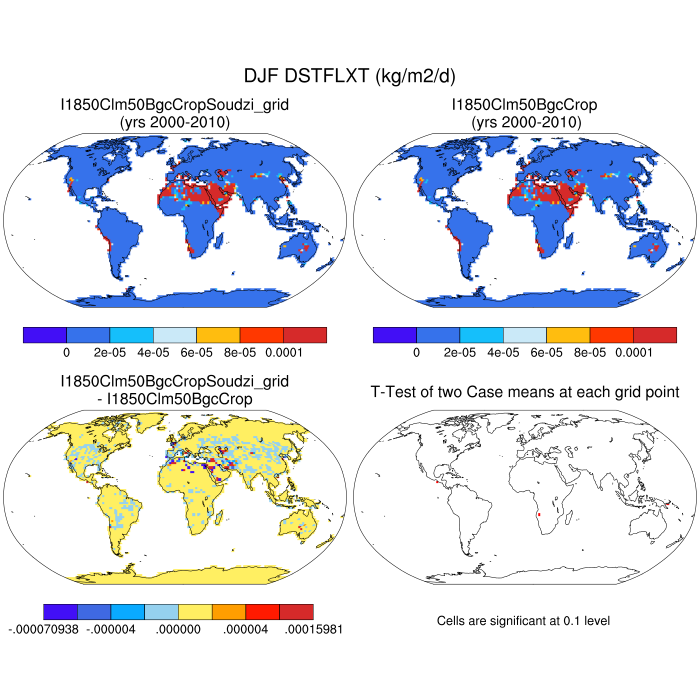 DJF DSTFLXT (kg/m2/d)
I1850Clm50BgcCropSoudzi_grid
(yrs 2000-2010)
I1850Clm50BgcCrop
(yrs 2000-2010)
0 2e-05 4e-05 6e-05 8e-05 0.0001
0 2e-05 4e-05 6e-05 8e-05 0.0001
I1850Clm50BgcCropSoudzi_grid
- I1850Clm50BgcCrop
T-Test of two Case means at each grid point
-.000070938 -.000004 .000000 .000004 .00015981
Cells are significant at 0.1 level